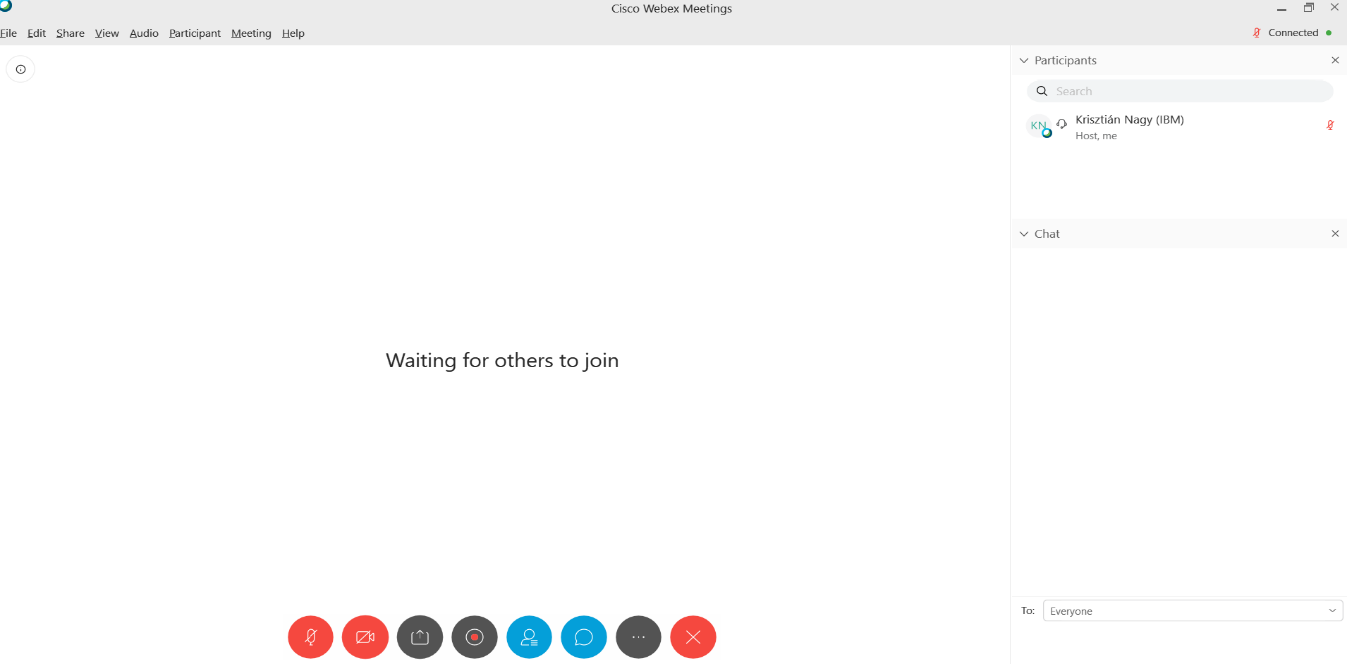 Cisco Webex Meetings
File Edit Share View Audio Participant Meeting Help
Connected
Participants
Search
KN
Krisztián Nagy (IBM)
Host, me
Chat
Waiting for others to join
To: Everyone